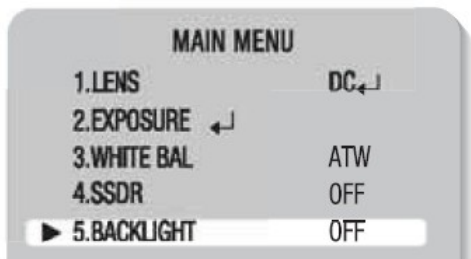 MAIN MENU
1.LENS DC↵
2.EXPOSURE ↵
3.WHITE BAL ATW
4.SSDR OFF
▶ 5.BACKLIGHT OFF